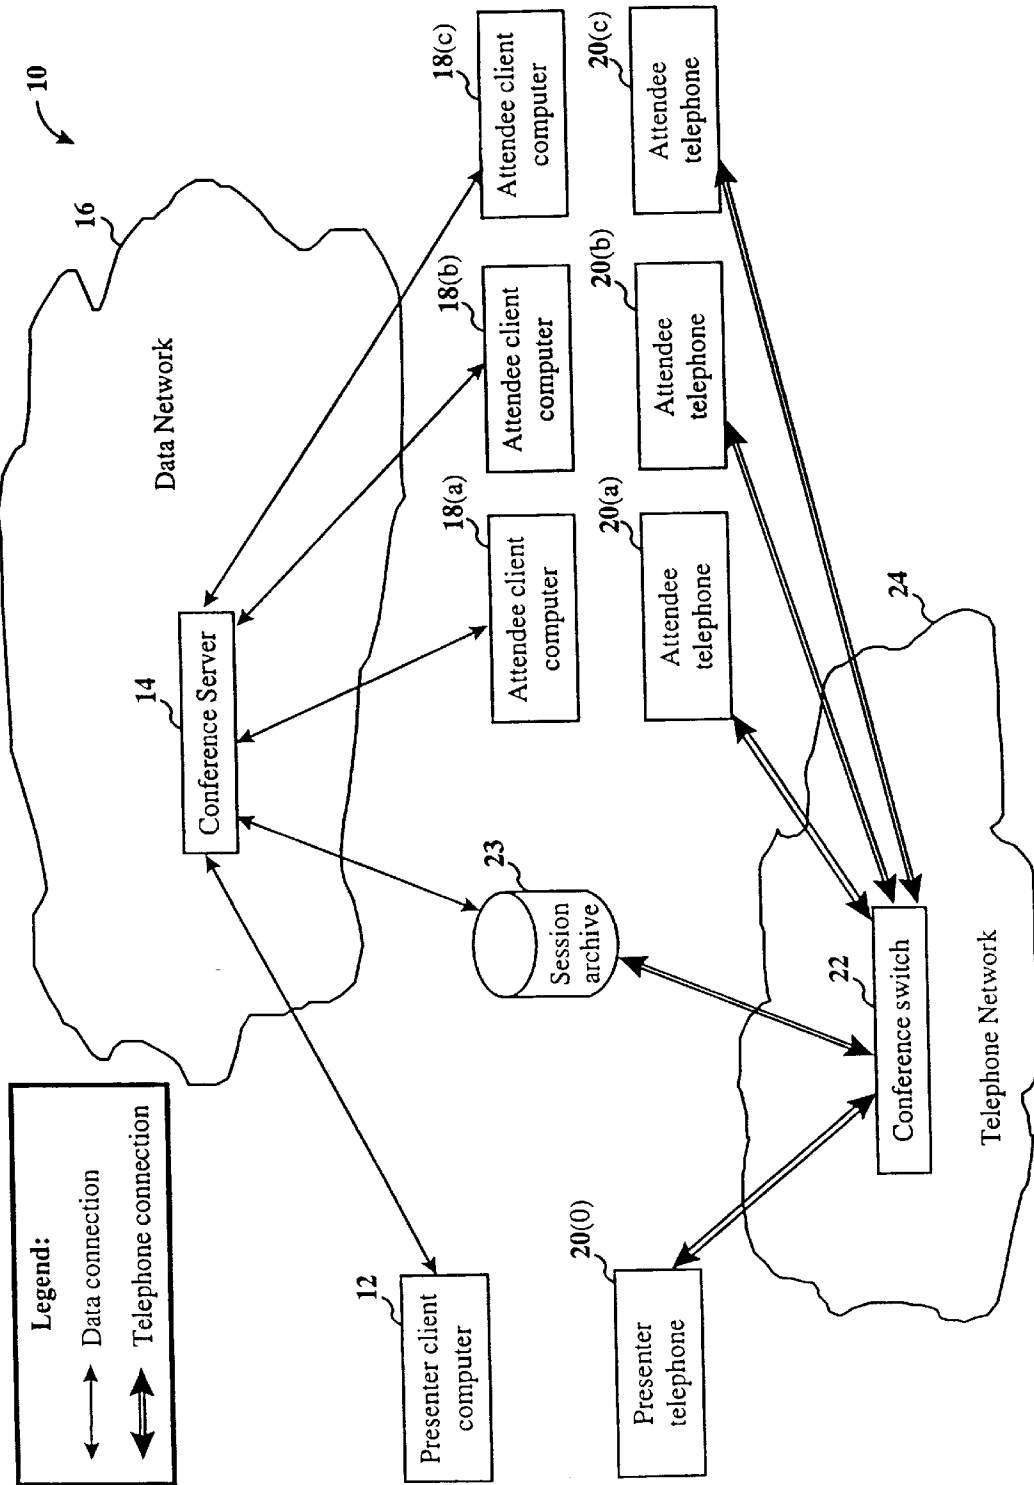 Legend:
Data connection
Telephone connection
10
16
Data Network
14
Conference Server
12
Presenter client
computer
23
Session
archive
18(a)
Attendee client
computer
18(b)
Attendee client
computer
18(c)
Attendee client
computer
20(0)
Presenter
telephone
20(a)
Attendee
telephone
20(b)
Attendee
telephone
20(c)
Attendee
telephone
22
Conference switch
24
Telephone Network